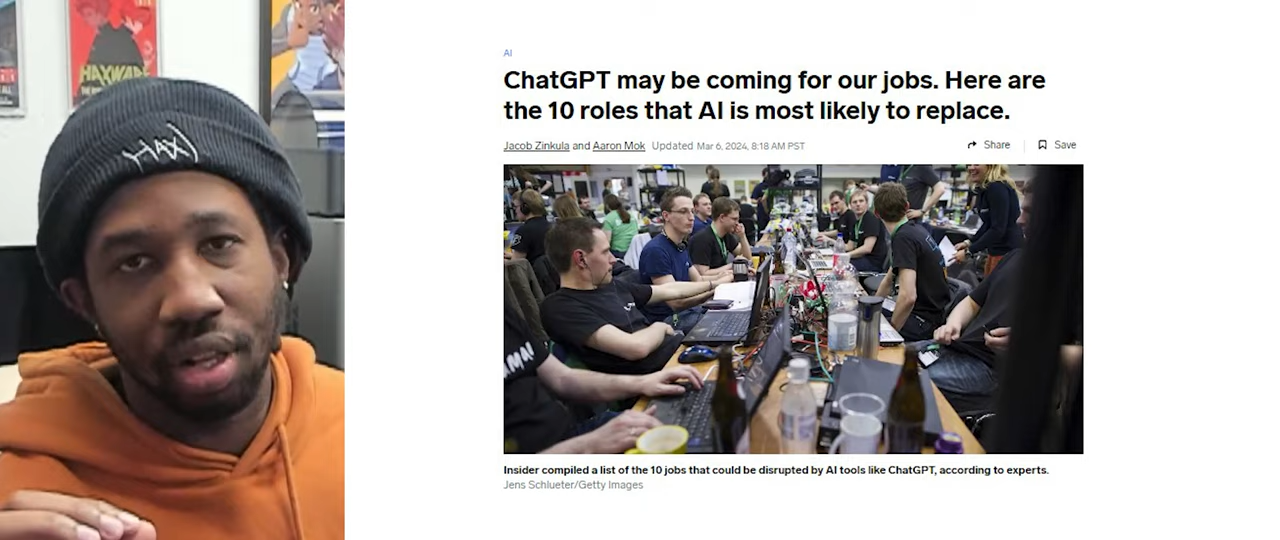 HAYWARD
AI
ChatGPT may be coming for our jobs. Here are
the 10 roles that AI is most likely to replace.
Jacob Zinkula and Aaron Mok Updated Mar 6, 2024, 8:18 AM PST
Share
Save
Insider compiled a list of the 10 jobs that could be disrupted by AI tools like ChatGPT, according to experts.
Jens Schlueter/Getty Images